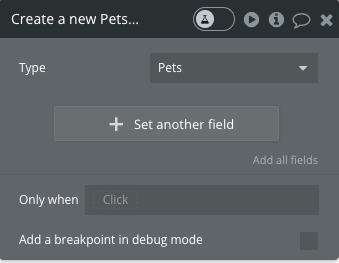 Create a new Pets...
Type
Pets
Set another field
Add all fields
Only when
Click
Add a breakpoint in debug mode